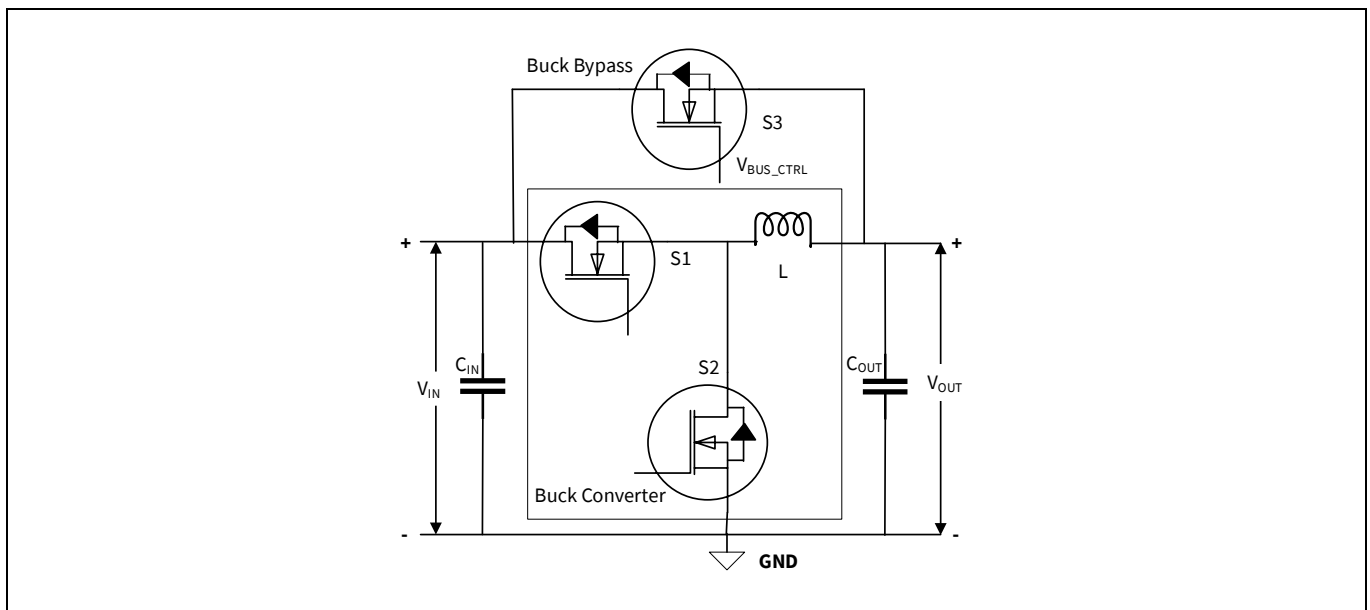 Buck Bypass
S3
V_BUS_CTRL
+
+
S1
L
S2
C_IN
C_OUT
V_IN
V_OUT
Buck Converter
-
-
GND